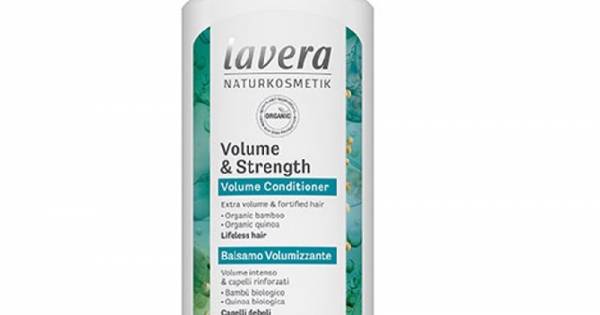 lavera
NATURKOSMETIK
ORGANIC
Volume
& Strength
Volume Conditioner
Extra volume & fortified hair
• Organic bamboo
• Organic quinoa
Lifeless hair
Balsamo Volumizzante
Volume intenso
& capelli rinforzati
• Bambù biologico
• Quinoa biologica
Capelli deboli